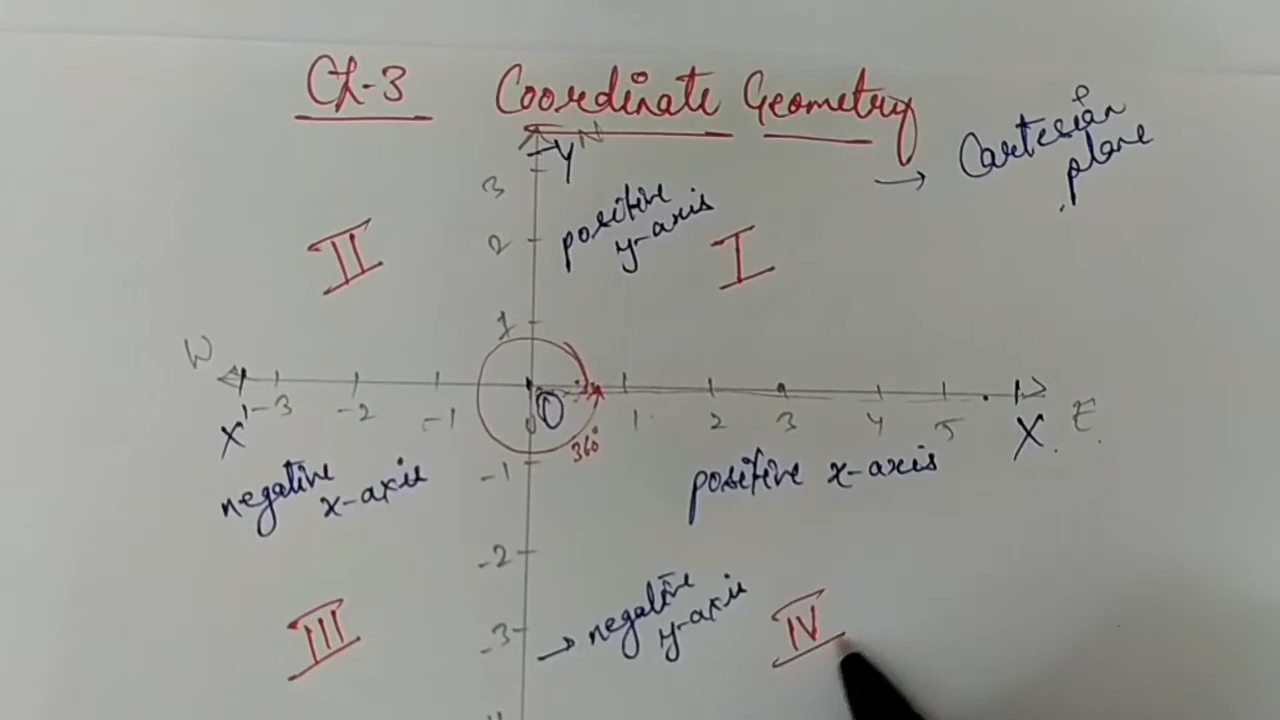 Ch-3 Coordinate Geometry
→ Cartesian
plane
N
Y
3
positive
y-axis
2
II
I
1
W
-3 -2 -1 O 1 2 3 4 5
X' X E
360°
negative
x-axis
positive x-axis
-1
-2
→ negative
y-axis
-3
III
IV